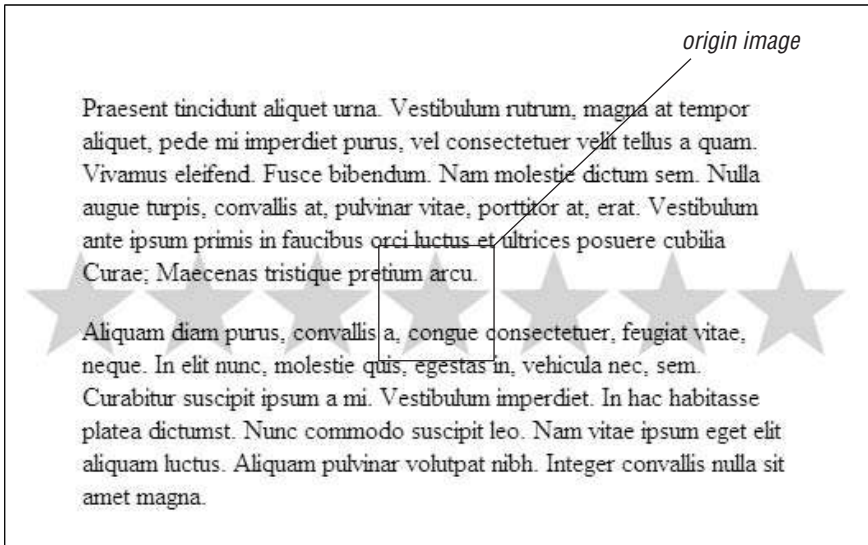 origin image
Praesent tincidunt aliquet urna. Vestibulum rutrum, magna at tempor
aliquet, pede mi imperdiet purus, vel consectetuer velit tellus a quam.
Vivamus eleifend. Fusce bibendum. Nam molestie dictum sem. Nulla
augue turpis, convallis at, pulvinar vitae, porttitor at, erat. Vestibulum
ante ipsum primis in faucibus orci luctus et ultrices posuere cubilia
Curae; Maecenas tristique pretium arcu.
Aliquam diam purus, convallis a, congue consectetuer, feugiat vitae,
neque. In elit nunc, molestie quis, egestas in, vehicula nec, sem.
Curabitur suscipit ipsum a mi. Vestibulum imperdiet. In hac habitasse
platea dictumst. Nunc commodo suscipit leo. Nam vitae ipsum eget elit
aliquam luctus. Aliquam pulvinar volutpat nibh. Integer convallis nulla sit
amet magna.